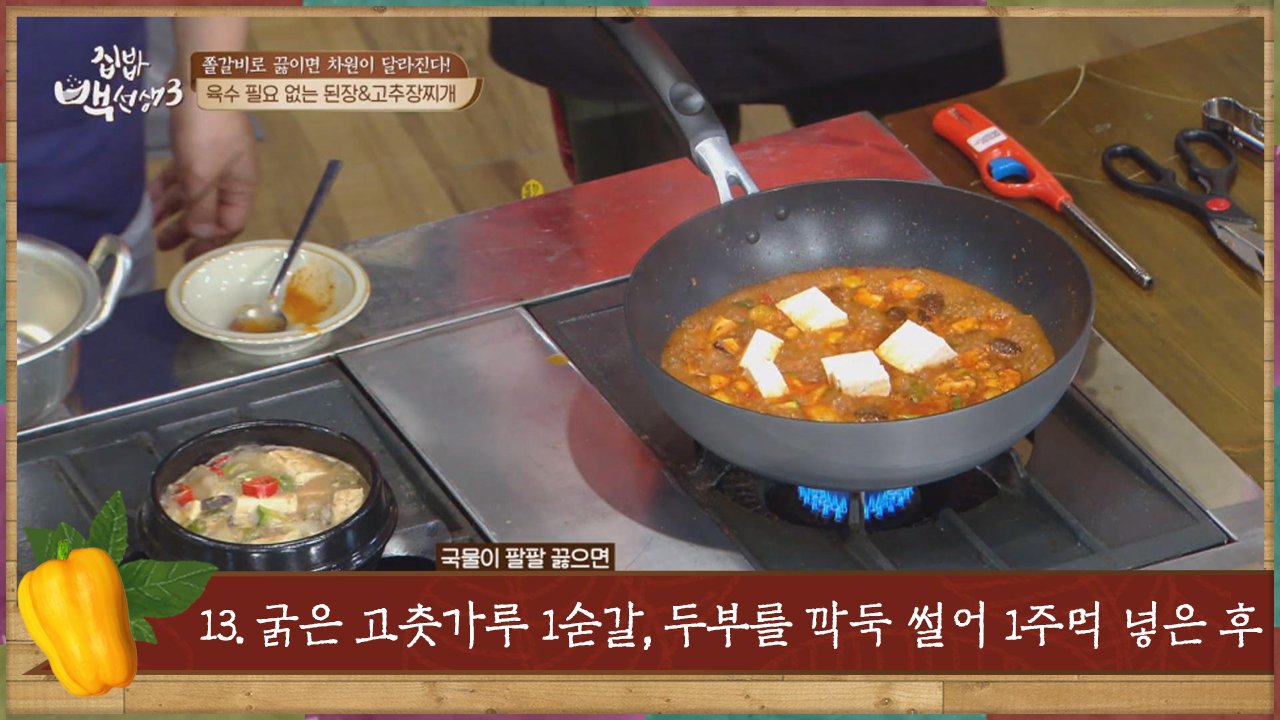 집밥
백선생3
쫄갈비로 끓이면 차원이 달라진다!
육수 필요 없는 된장&고추장찌개
국물이 팔팔 끓으면
13. 굵은 고춧가루 1숟갈, 두부를 깍둑 썰어 1주먹 넣은 후